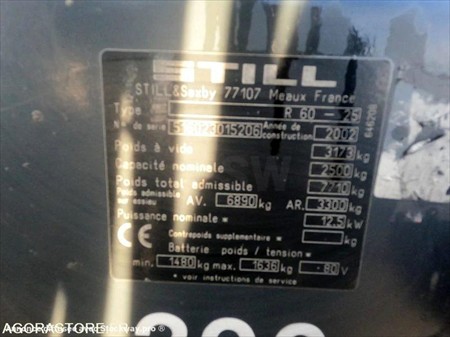 STILL
STILL&Saxby 77107 Meaux France
Type R 60 - 25
N° de série Année de construction 2002
Poids à vide 3173 kg
Capacité nominale 2500 kg
Poids total admissible 7710 kg
Poids admissible sur essieu AV. 6890 kg AR. 3300 kg
Puissance nominale * 12,5 kW
Contrepoids supplementaire * kg
CE
Batterie poids / tension *
min. 1480 kg max. 1636 kg 80 V
* voir instructions de service
AGORASTORE